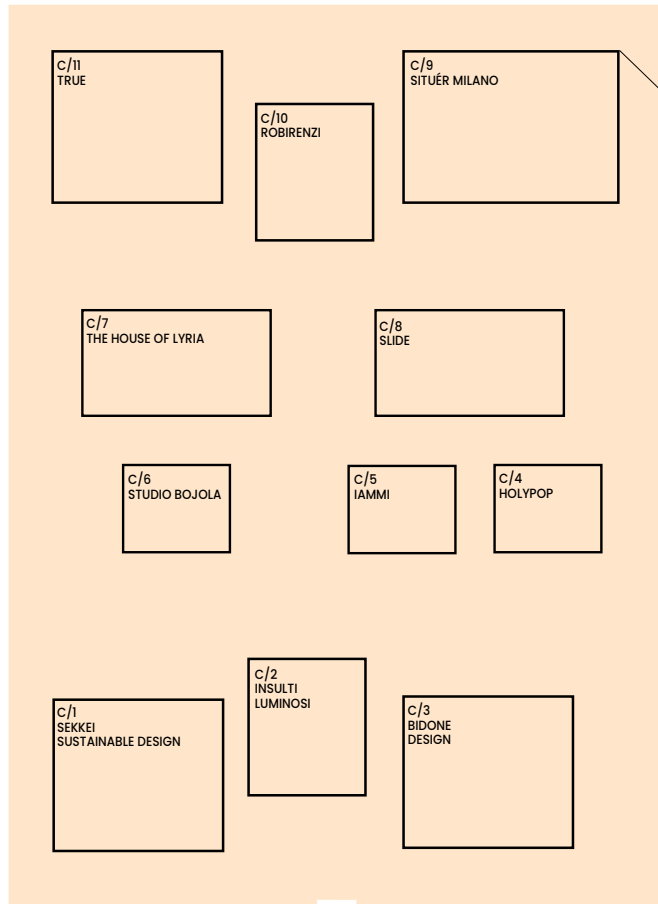 C/11
TRUE
C/10
ROBIRENZI
C/9
SITUÉR MILANO
C/7
THE HOUSE OF LYRIA
C/8
SLIDE
C/6
STUDIO BOJOLA
C/5
IAMMI
C/4
HOLYPOP
C/1
SEKKEI
SUSTAINABLE DESIGN
C/2
INSULTI
LUMINOSI
C/3
BIDONE
DESIGN